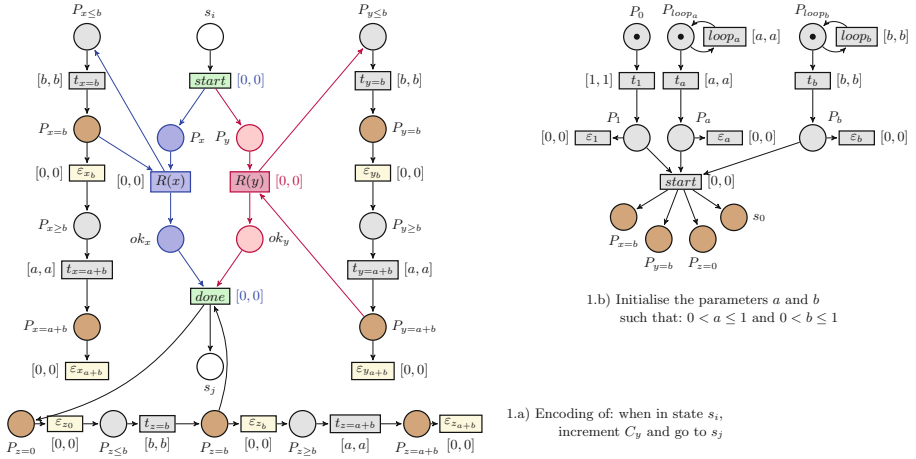 P_{x≤b}
s_i
P_{y≤b}
[b, b] t_{x=b}
start [0, 0]
t_{y=b} [b, b]
P_{x=b}
P_x
P_y
P_{y=b}
[0, 0] ε_{x_b}
[0, 0] R(x)
R(y) [0, 0]
ε_{y_b} [0, 0]
P_{x≥b}
ok_x
ok_y
P_{y≥b}
[a, a] t_{x=a+b}
t_{y=a+b} [a, a]
done [0, 0]
P_{x=a+b}
P_{y=a+b}
[0, 0] ε_{x_{a+b}}
s_j
ε_{y_{a+b}} [0, 0]
ε_{z_0} t_{z=b} ε_{z_b} t_{z=a+b} ε_{z_{a+b}}
P_{z=0} [0, 0] P_{z≤b} [b, b] P_{z=b} [0, 0] P_{z≥b} [a, a] P_{z=a+b} [0, 0]
P_0 P_{loop_a} P_{loop_b}
loop_a [a, a] loop_b [b, b]
[1, 1] t_1 t_a [a, a] t_b [b, b]
P_1 P_a P_b
[0, 0] ε_1 ε_a [0, 0] [0, 0] ε_b
start [0, 0]
s_0
P_{x=b}
P_{y=b} P_{z=0}
1.b) Initialise the parameters a and b
such that: 0 < a ≤ 1 and 0 < b ≤ 1
1.a) Encoding of: when in state s_i,
increment C_y and go to s_j